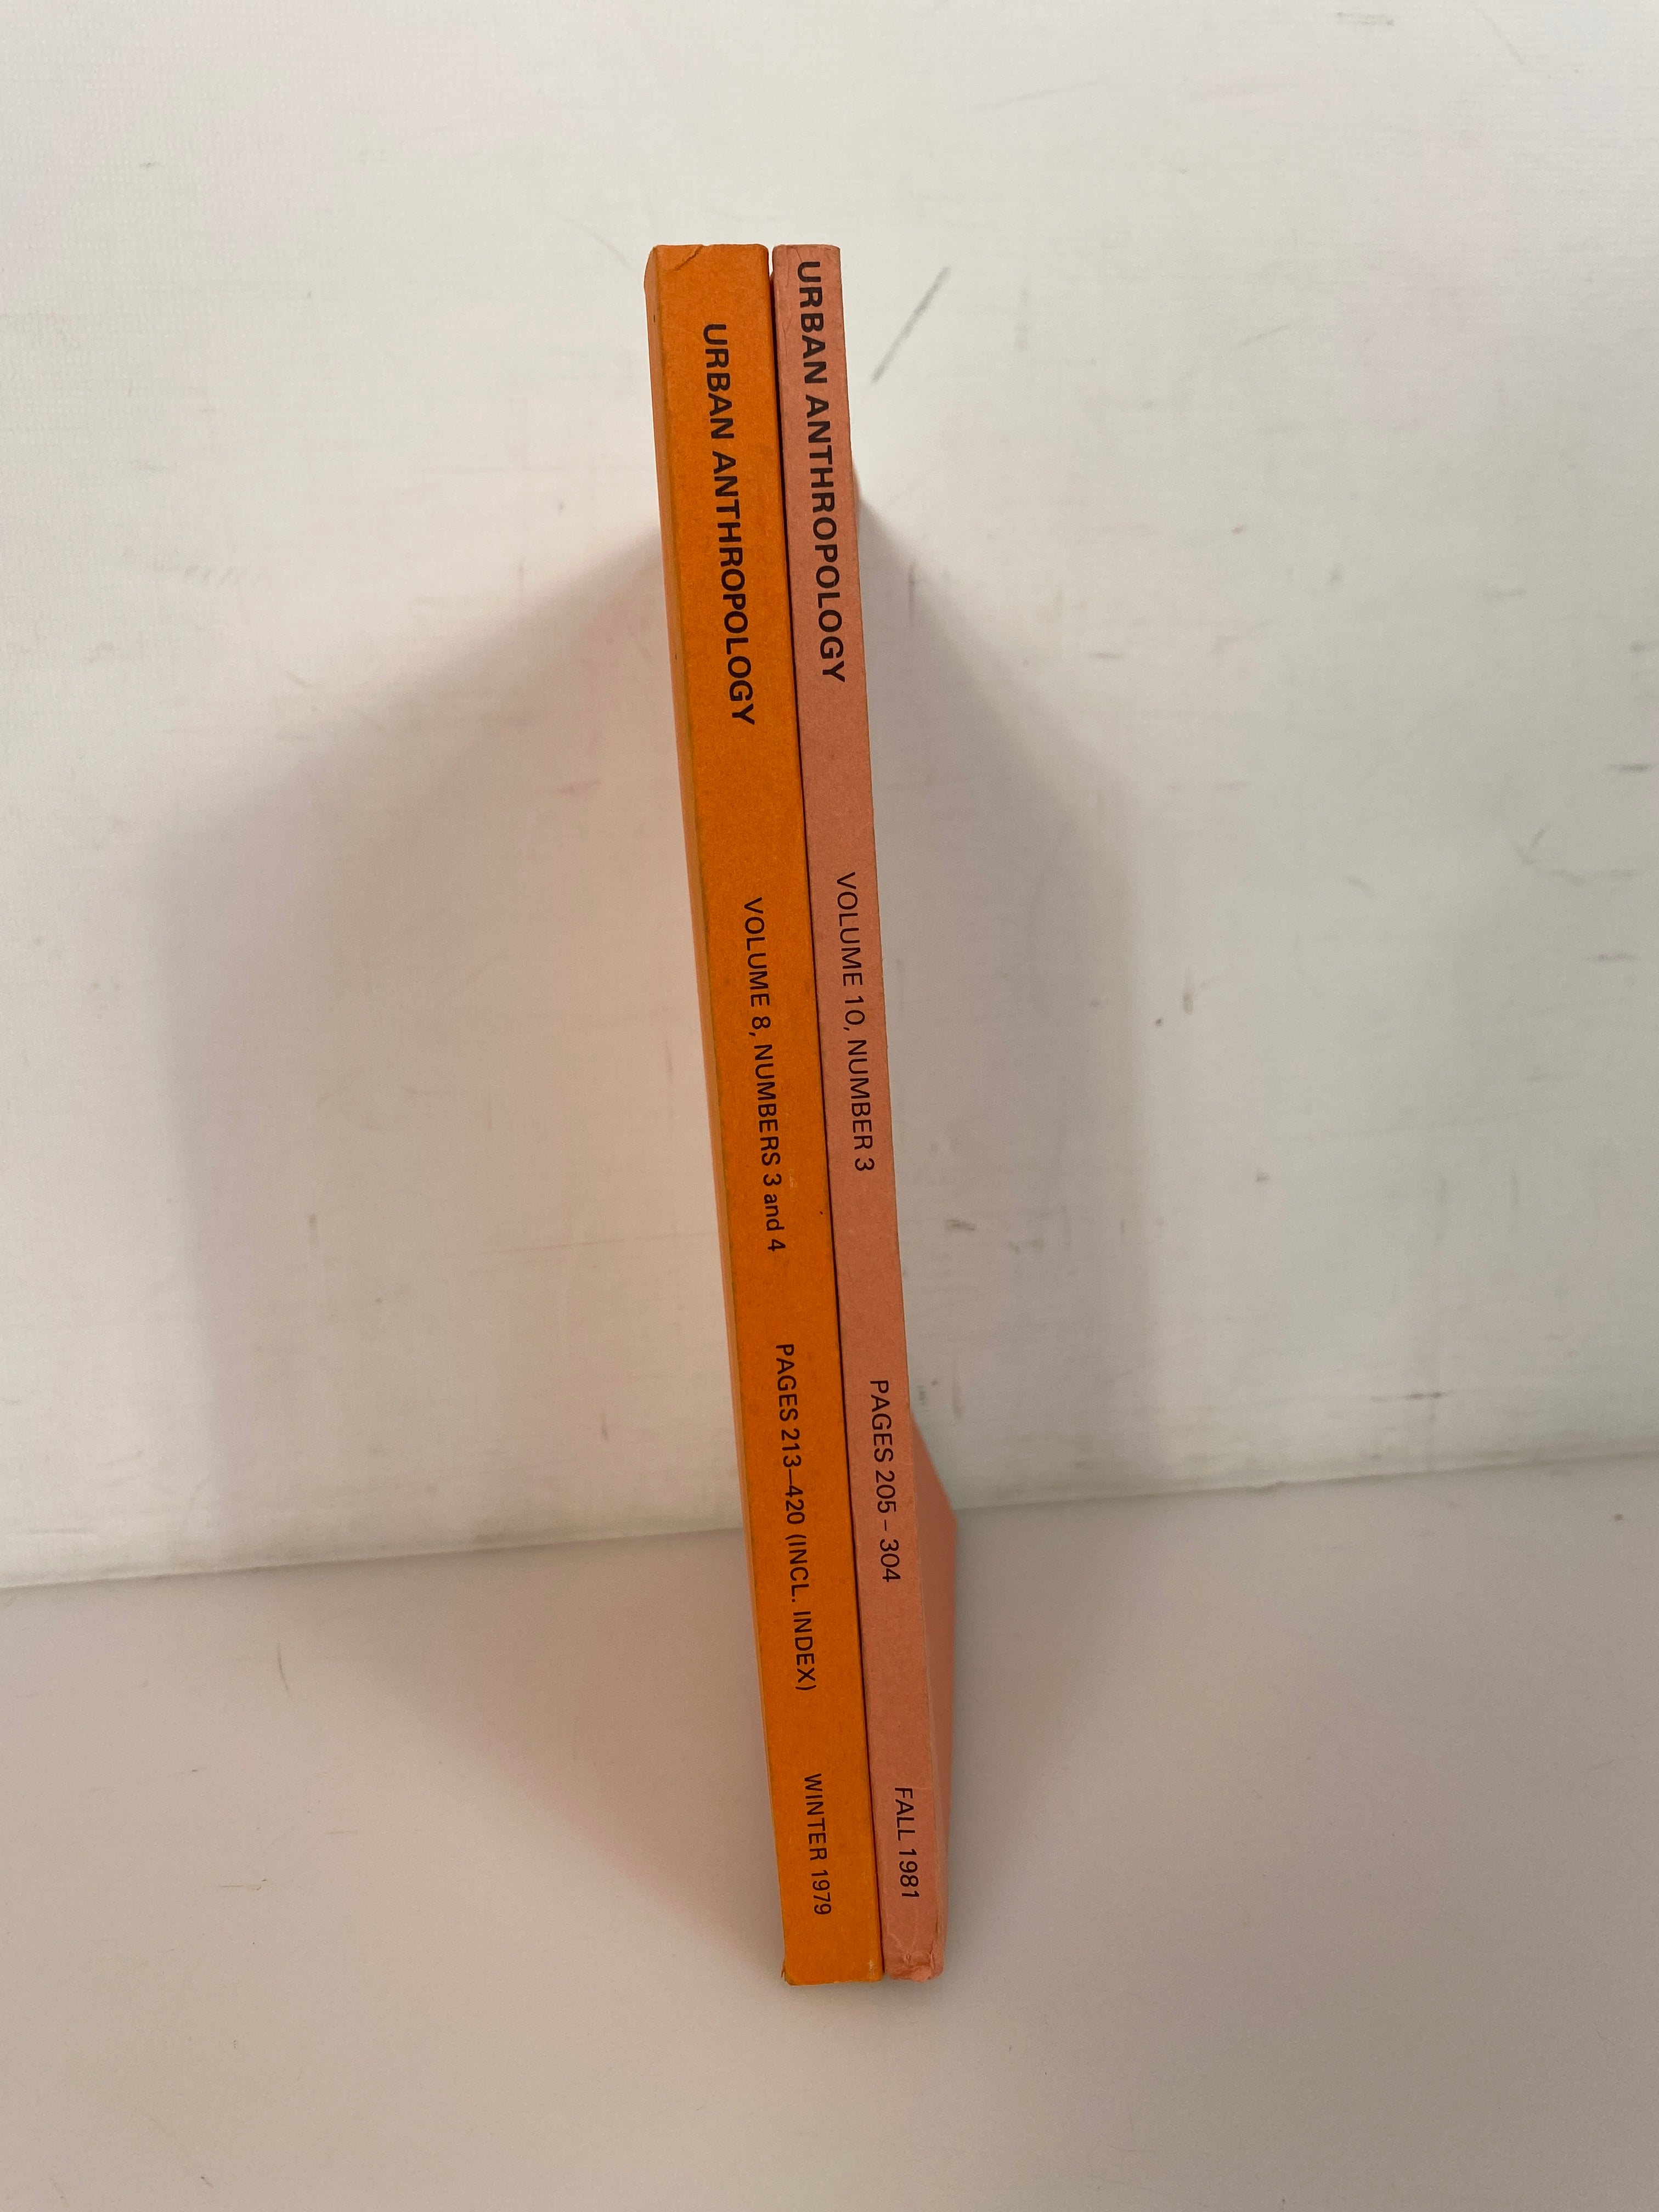 URBAN ANTHROPOLOGY VOLUME 8, NUMBERS 3 and 4 PAGES 213–420 (INCL. INDEX) WINTER 1979
URBAN ANTHROPOLOGY VOLUME 10, NUMBER 3 PAGES 205 – 304 FALL 1981